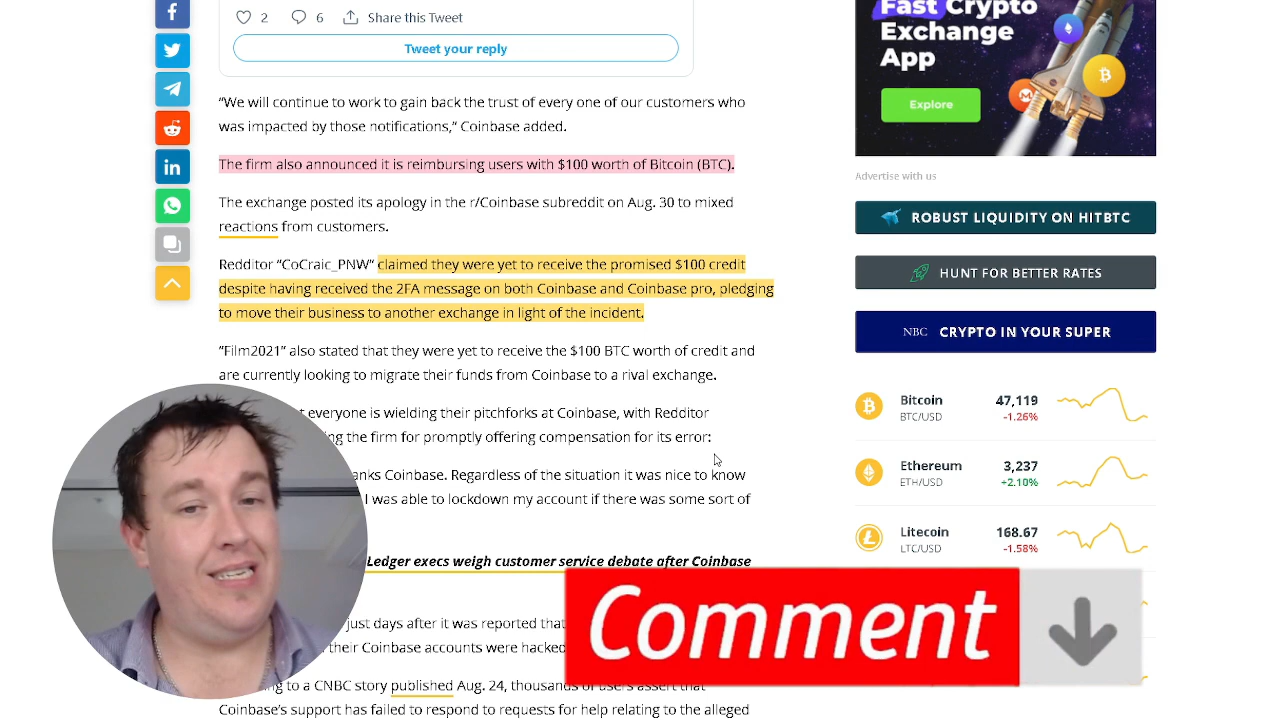 2
6
Share this Tweet
Tweet your reply
"We will continue to work to gain back the trust of every one of our customers who
was impacted by those notifications," Coinbase added.
The firm also announced it is reimbursing users with $100 worth of Bitcoin (BTC).
The exchange posted its apology in the r/Coinbase subreddit on Aug. 30 to mixed
reactions from customers.
Redditor "CoCraic_PNW" claimed they were yet to receive the promised $100 credit
despite having received the 2FA message on both Coinbase and Coinbase pro, pledging
to move their business to another exchange in light of the incident.
"Film2021" also stated that they were yet to receive the $100 BTC worth of credit and
are currently looking to migrate their funds from Coinbase to a rival exchange.
everyone is wielding their pitchforks at Coinbase, with Redditor
the firm for promptly offering compensation for its error:
Coinbase. Regardless of the situation it was nice to know
I was able to lockdown my account if there was some sort of
Ledger execs weigh customer service debate after Coinbase
just days after it was reported
their Coinbase accounts were hacked
to a CNBC story published Aug. 24, thousands of users assert that
Coinbase's support has failed to respond to requests for help relating to the alleged
Fast Crypto
Exchange
App
Explore
Advertise with us
ROBUST LIQUIDITY ON HITBTC
HUNT FOR BETTER RATES
NBC CRYPTO IN YOUR SUPER
Bitcoin 47,119
BTC/USD -1.26%
Ethereum 3,237
ETH/USD +2.10%
Litecoin 168.67
LTC/USD -1.58%
Comment